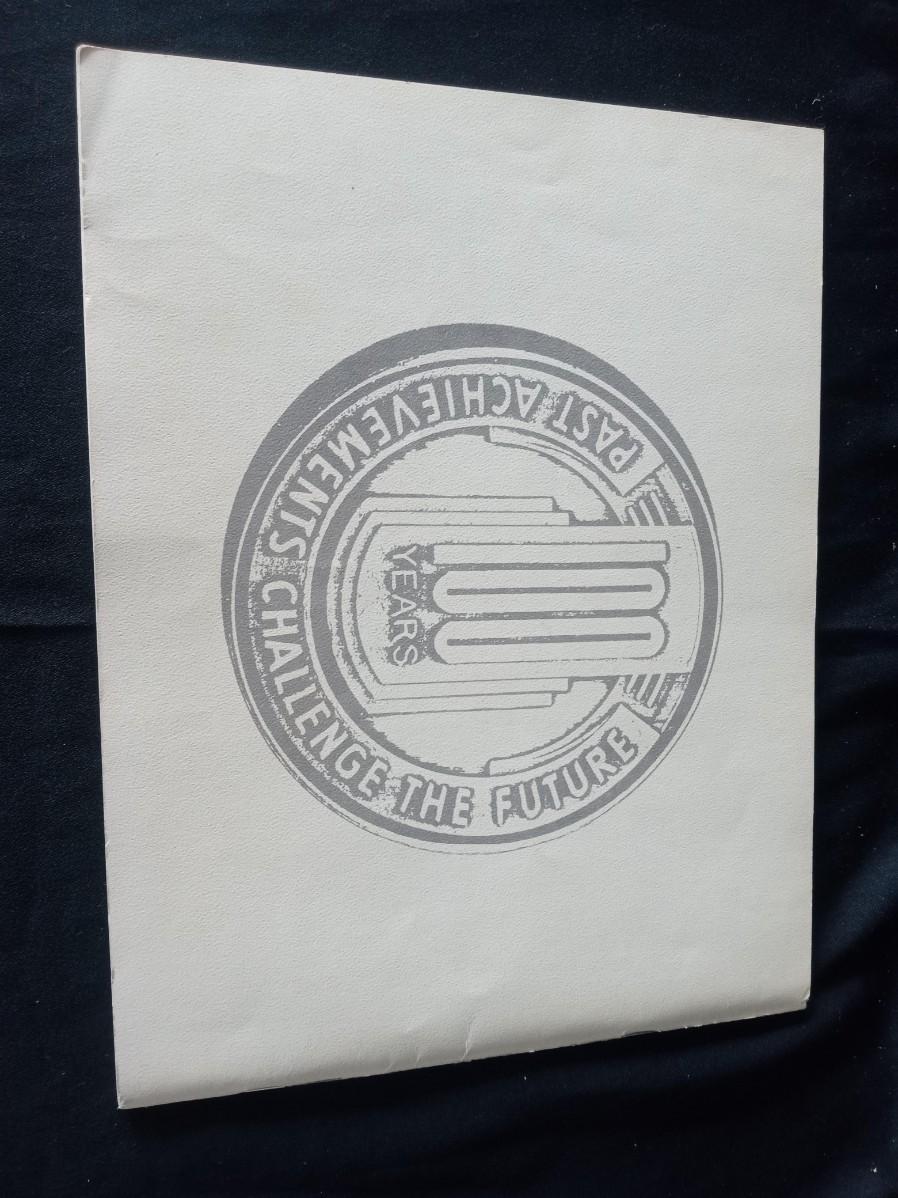 PAST ACHIEVEMENTS CHALLENGE THE FUTURE
100
YEARS